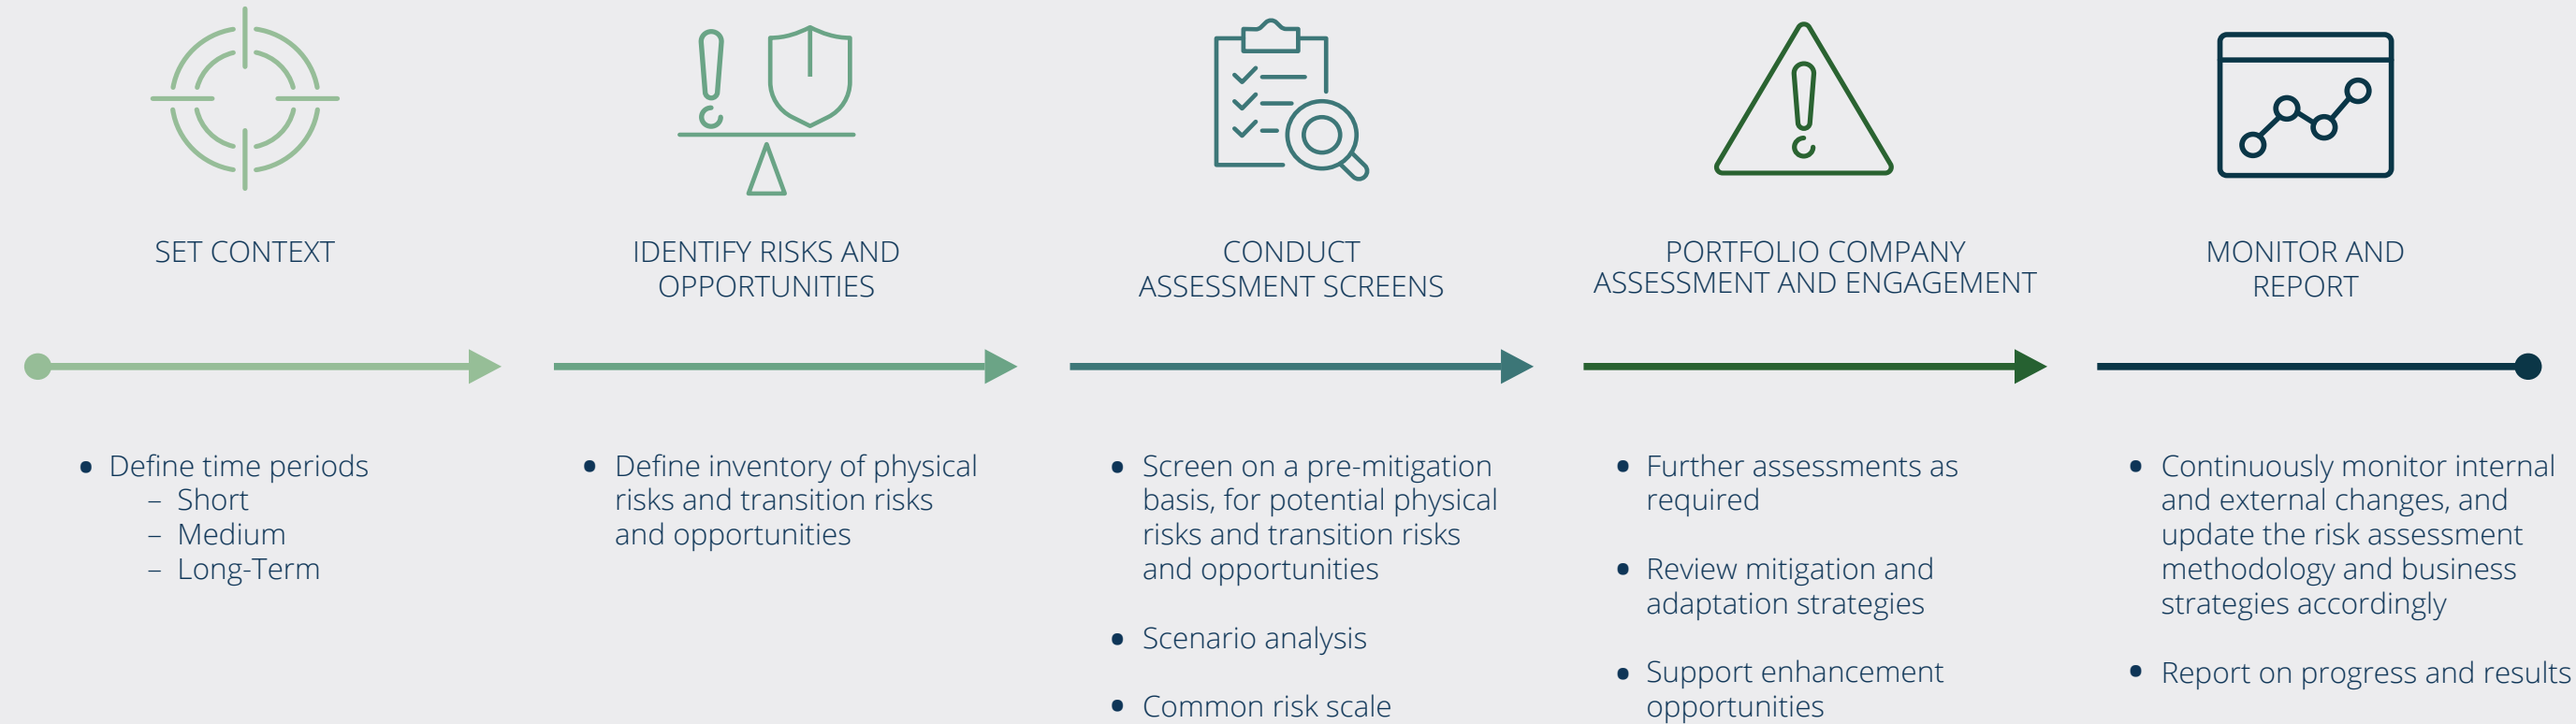 SET CONTEXT
IDENTIFY RISKS AND
OPPORTUNITIES
CONDUCT
ASSESSMENT SCREENS
PORTFOLIO COMPANY
ASSESSMENT AND ENGAGEMENT
MONITOR AND
REPORT
• Define time periods
– Short
– Medium
– Long-Term
• Define inventory of physical
risks and transition risks
and opportunities
• Screen on a pre-mitigation
basis, for potential physical
risks and transition risks
and opportunities
• Scenario analysis
• Common risk scale
• Further assessments as
required
• Review mitigation and
adaptation strategies
• Support enhancement
opportunities
• Continuously monitor internal
and external changes, and
update the risk assessment
methodology and business
strategies accordingly
• Report on progress and results